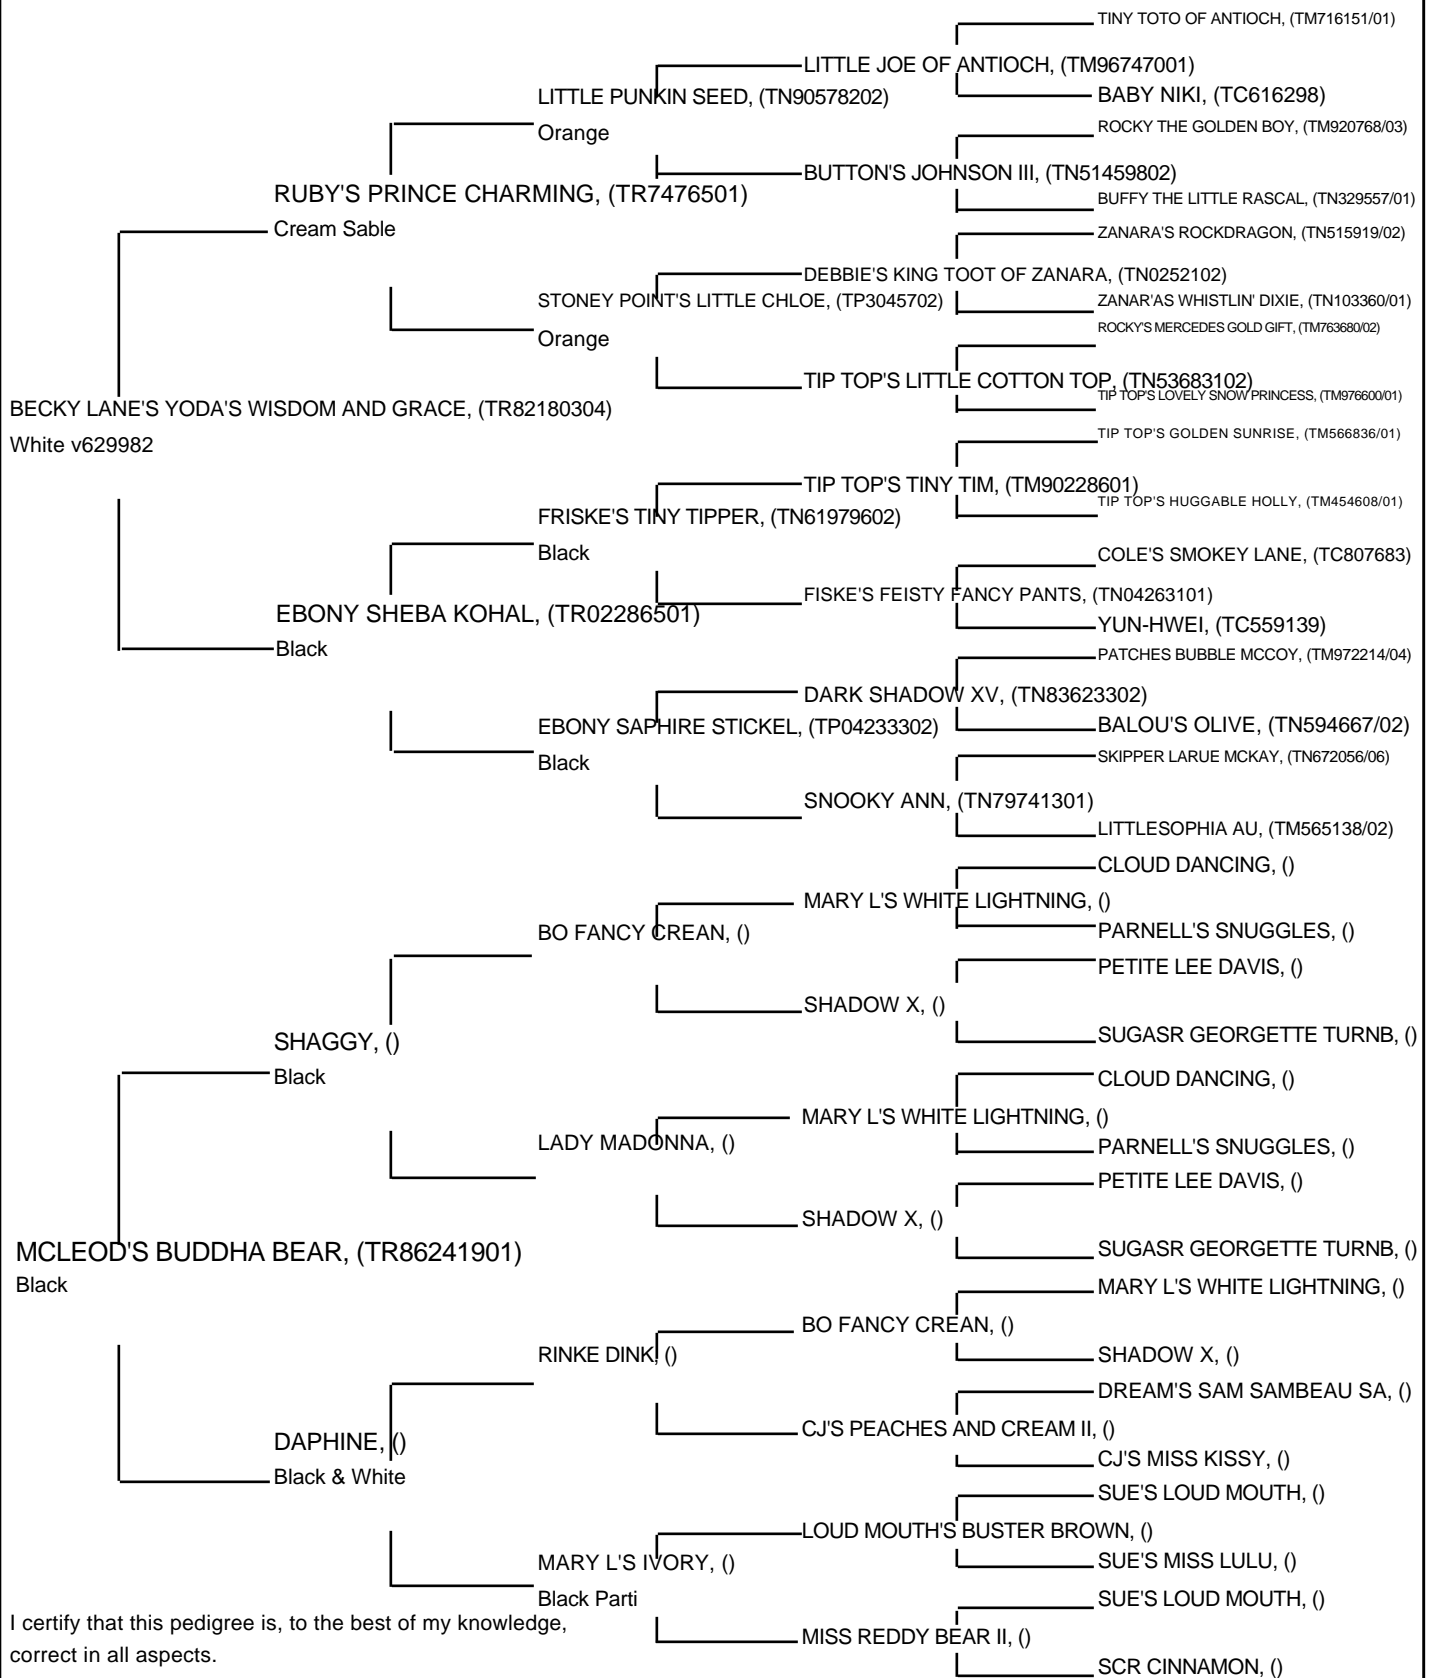 TINY TOTO OF ANTIOCH, (TM716151/01)
LITTLE JOE OF ANTIOCH, (TM96747001)
LITTLE PUNKIN SEED, (TN90578202)
BABY NIKI, (TC616298)
Orange
ROCKY THE GOLDEN BOY, (TM920768/03)
BUTTON'S JOHNSON III, (TN51459802)
RUBY'S PRINCE CHARMING, (TR7476501)
BUFFY THE LITTLE RASCAL, (TN329557/01)
Cream Sable
ZANARA'S ROCKDRAGON, (TN515919/02)
DEBBIE'S KING TOOT OF ZANARA, (TN0252102)
STONEY POINT'S LITTLE CHLOE, (TP3045702)
ZANAR'AS WHISTLIN' DIXIE, (TN103360/01)
Orange
ROCKY'S MERCEDES GOLD GIFT, (TM763680/02)
TIP TOP'S LITTLE COTTON TOP, (TN53683102)
TIP TOP'S LOVELY SNOW PRINCESS, (TM976600/01)
BECKY LANE'S YODA'S WISDOM AND GRACE, (TR82180304)
White v629982
TIP TOP'S GOLDEN SUNRISE, (TM566836/01)
TIP TOP'S TINY TIM, (TM90228601)
FRISKE'S TINY TIPPER, (TN61979602)
TIP TOP'S HUGGABLE HOLLY, (TM454608/01)
Black
COLE'S SMOKEY LANE, (TC807683)
FISKE'S FEISTY FANCY PANTS, (TN04263101)
EBONY SHEBA KOHAL, (TR02286501)
YUN-HWEI, (TC559139)
Black
PATCHES BUBBLE MCCOY, (TM972214/04)
DARK SHADOW XV, (TN83623302)
EBONY SAPHIRE STICKEL, (TP04233302)
BALOU'S OLIVE, (TN594667/02)
Black
SKIPPER LARUE MCKAY, (TN672056/06)
SNOOKY ANN, (TN79741301)
LITTLESOPHIA AU, (TM565138/02)
CLOUD DANCING, ()
MARY L'S WHITE LIGHTNING, ()
BO FANCY CREAN, ()
PARNELL'S SNUGGLES, ()
PETITE LEE DAVIS, ()
SHADOW X, ()
SHAGGY, ()
SUGASR GEORGETTE TURNB, ()
Black
CLOUD DANCING, ()
MARY L'S WHITE LIGHTNING, ()
LADY MADONNA, ()
PARNELL'S SNUGGLES, ()
PETITE LEE DAVIS, ()
SHADOW X, ()
MCLEOD'S BUDDHA BEAR, (TR86241901)
SUGASR GEORGETTE TURNB, ()
Black
MARY L'S WHITE LIGHTNING, ()
BO FANCY CREAN, ()
RINKE DINK, ()
SHADOW X, ()
DREAM'S SAM SAMBEAU SA, ()
CJ'S PEACHES AND CREAM II, ()
DAPHINE, ()
CJ'S MISS KISSY, ()
Black & White
SUE'S LOUD MOUTH, ()
LOUD MOUTH'S BUSTER BROWN, ()
MARY L'S IVORY, ()
SUE'S MISS LULU, ()
Black Parti
SUE'S LOUD MOUTH, ()
I certify that this pedigree is, to the best of my knowledge,
MISS REDDY BEAR II, ()
correct in all aspects.
SCR CINNAMON, ()